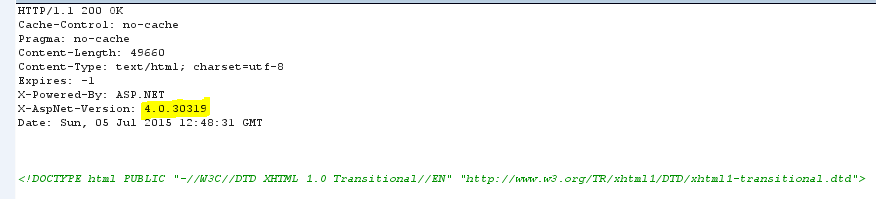 HTTP/1.1 200 OK
Cache-Control: no-cache
Pragma: no-cache
Content-Length: 49660
Content-Type: text/html; charset=utf-8
Expires: -1
X-Powered-By: ASP.NET
X-AspNet-Version: 4.0.30319
Date: Sun, 05 Jul 2015 12:48:31 GMT
<!DOCTYPE html PUBLIC "-//W3C//DTD XHTML 1.0 Transitional//EN" "http://www.w3.org/TR/xhtml1/DTD/xhtml1-transitional.dtd">